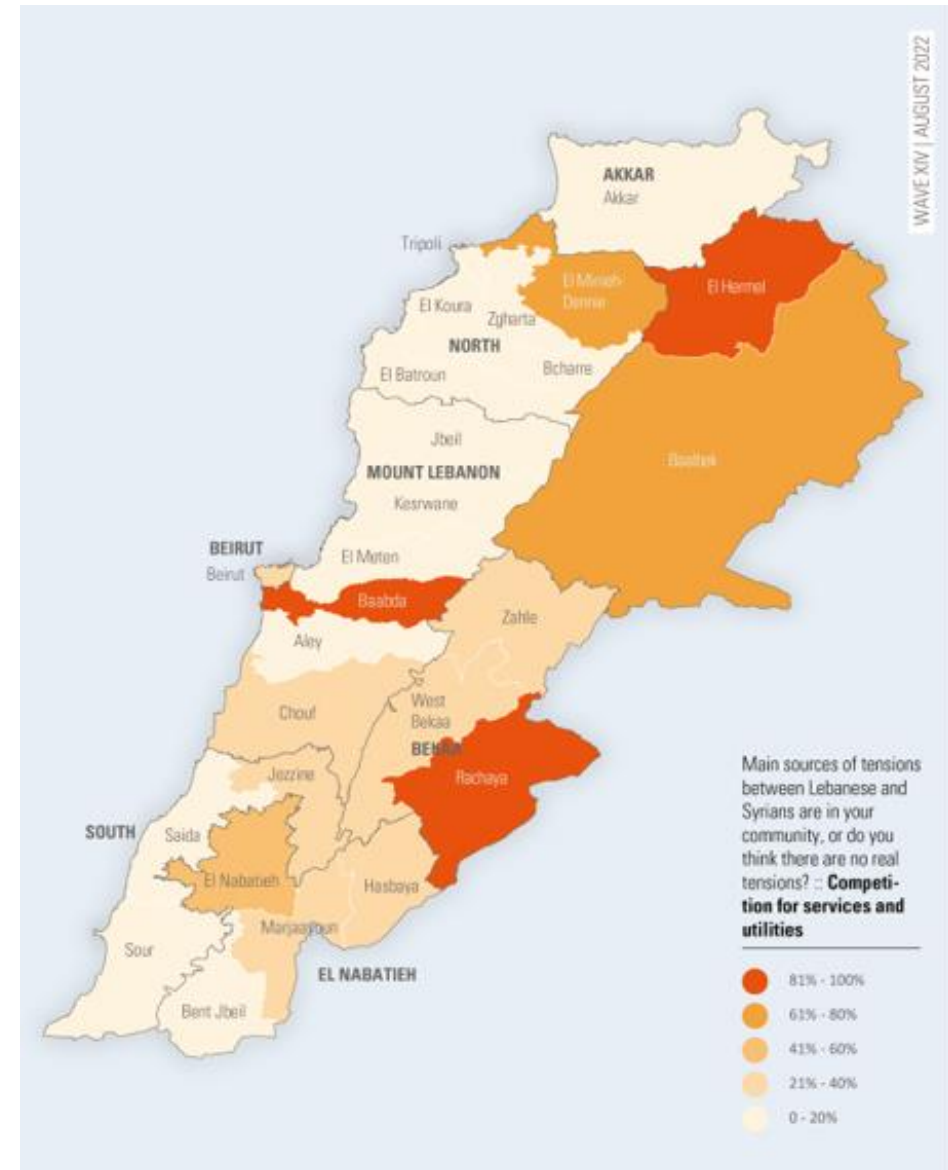 WAVE XIV | AUGUST 2022
AKKAR
Akkar
Tripoli
El Minieh-
Dennie
El Hermel
El Koura
Zgharta
NORTH
El Batroun
Bcharre
Jbeil
Baalbek
MOUNT LEBANON
Kesrwane
BEIRUT
El Meten
Beirut
Baabda
Zahle
Aley
West
Bekaa
Chouf
BEKAA
Rachaya
Jezzine
SOUTH
Saida
El Nabatieh
Hasbaya
Marjaayoun
Sour
EL NABATIEH
Bent Jbeil
Main sources of tensions
between Lebanese and
Syrians are in your
community, or do you
think there are no real
tensions? :: Competi-
tion for services and
utilities
81% - 100%
61% - 80%
41% - 60%
21% - 40%
0 - 20%